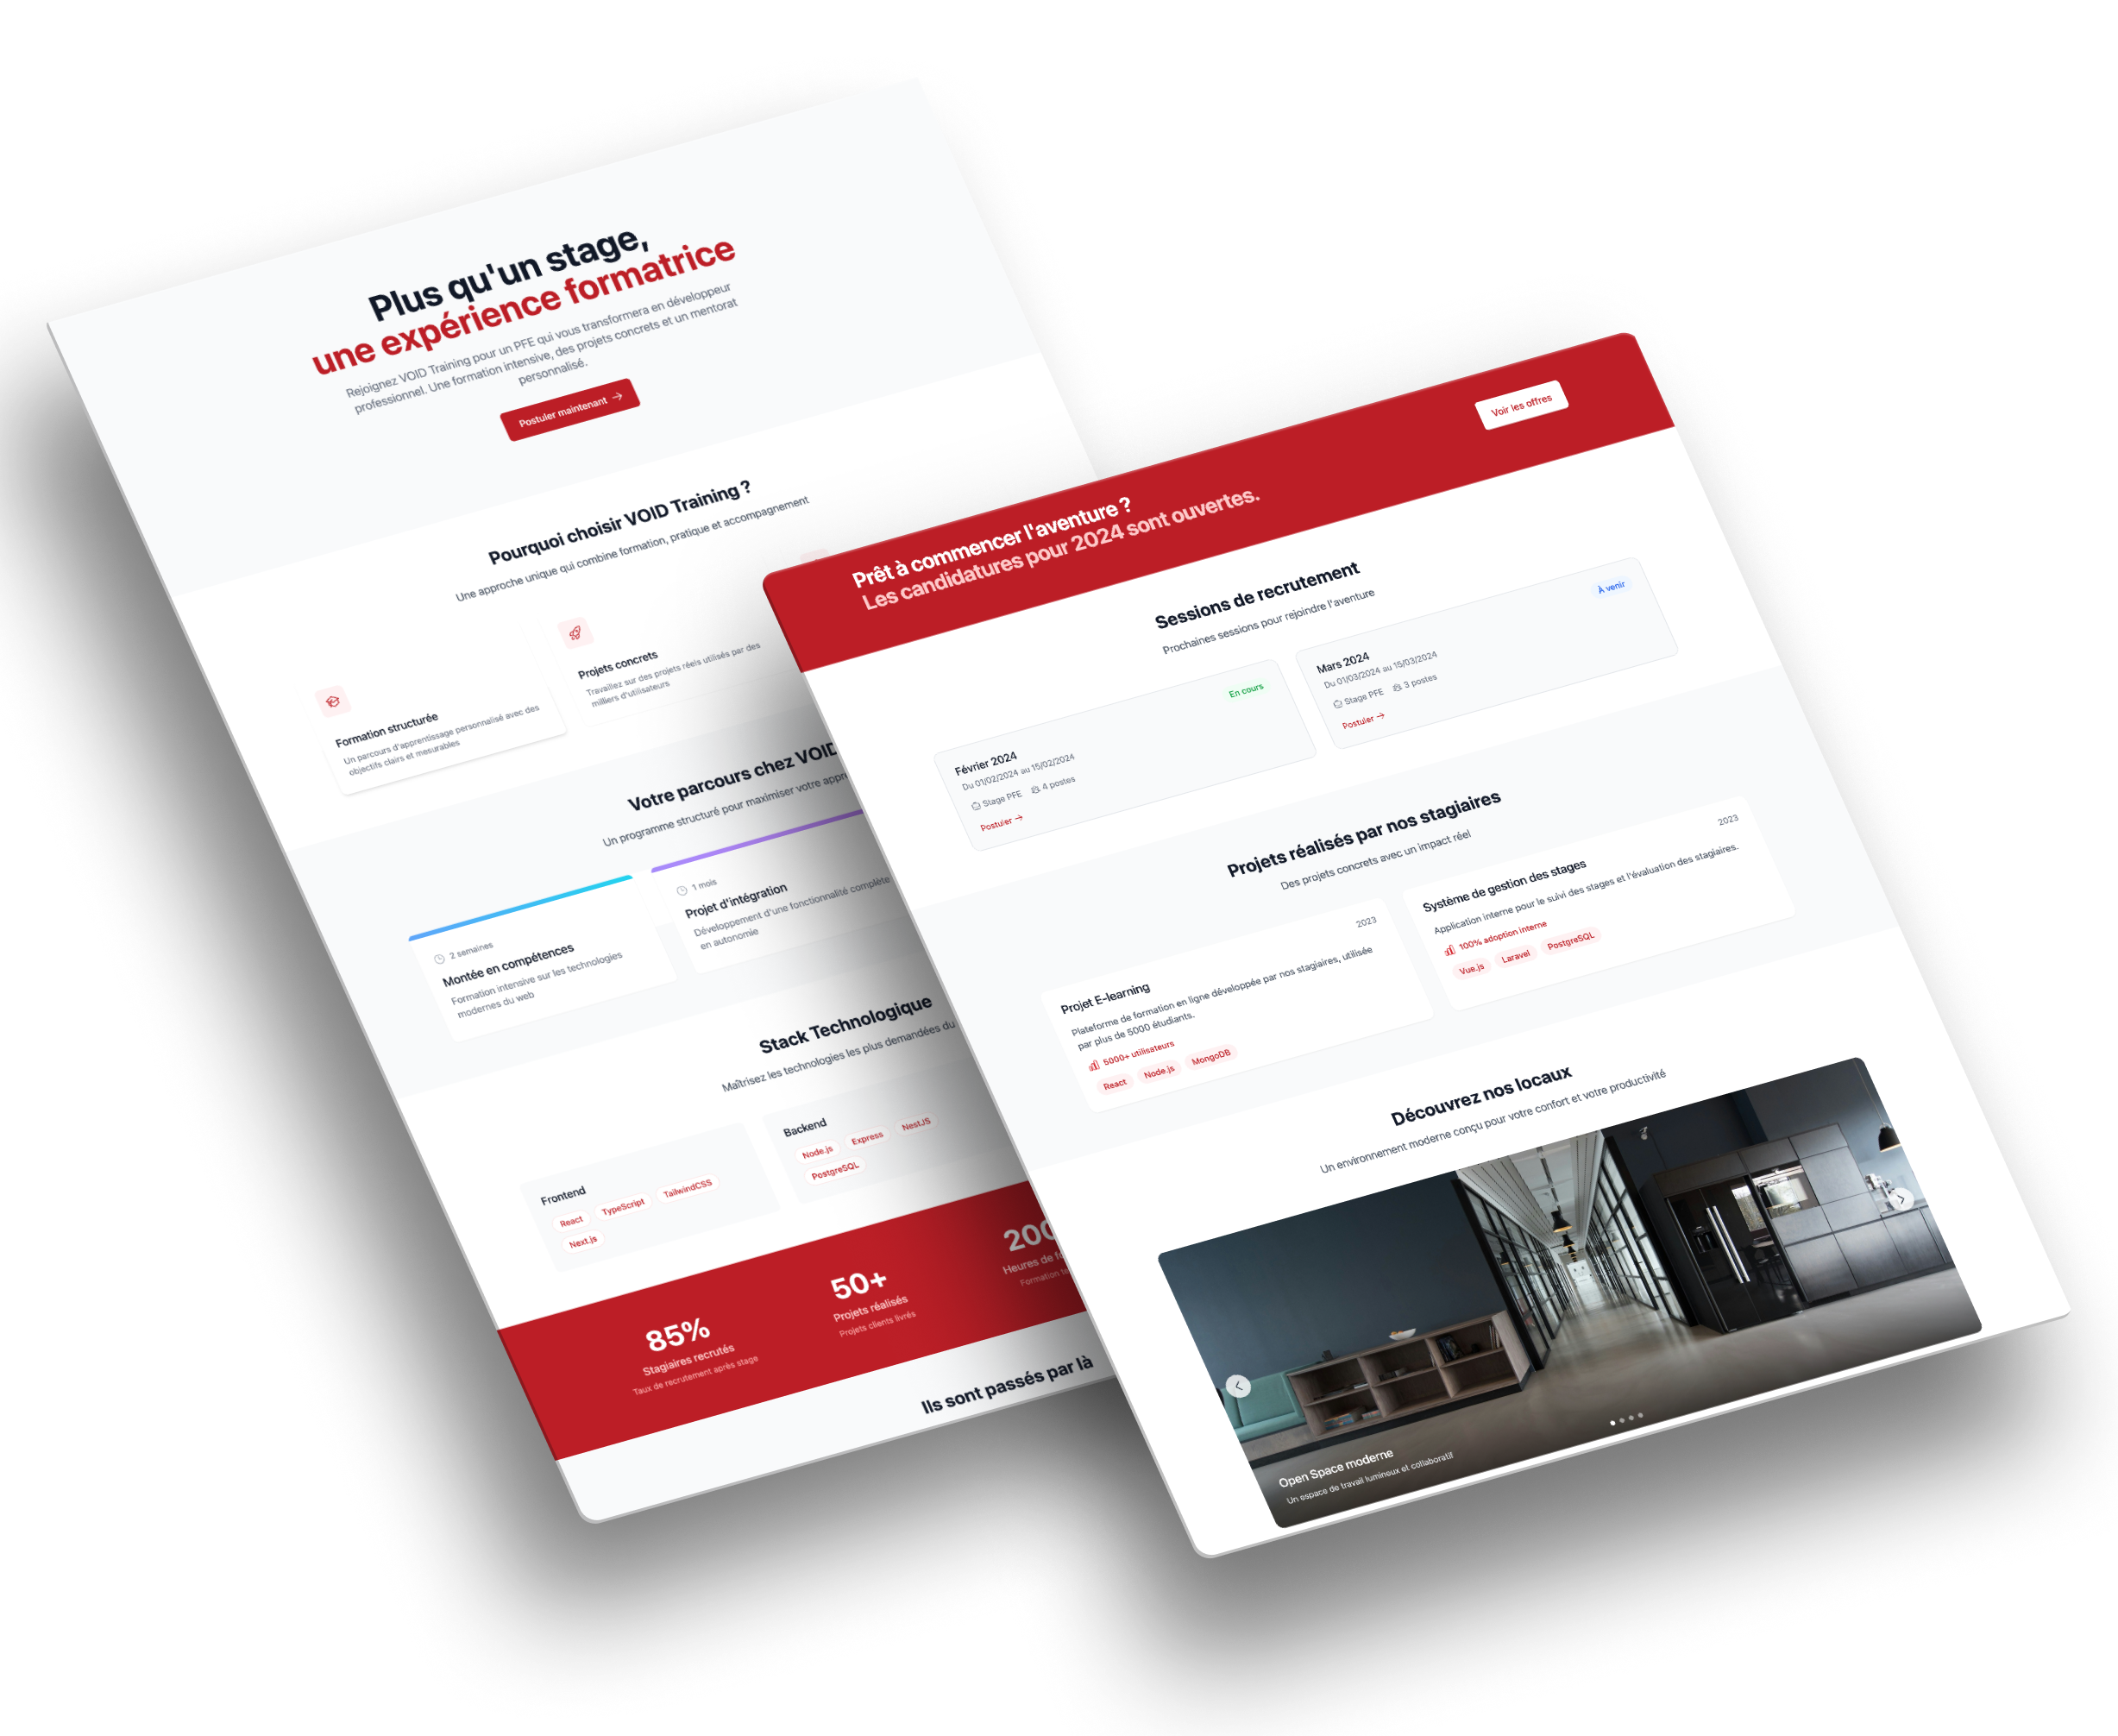 Plus qu'un stage,
une expérience formatrice
Rejoignez VOID Training pour un PFE qui vous transformera en développeur
professionnel. Une formation intensive, des projets concrets et un mentorat
personnalisé.
Postuler maintenant →
Pourquoi choisir VOID Training ?
Une approche unique qui combine formation, pratique et accompagnement
Formation structurée
Un parcours d'apprentissage personnalisé avec des
objectifs clairs et mesurables
Projets concrets
Travaillez sur des projets réels utilisés par des
milliers d'utilisateurs
Votre parcours chez VOID
Un programme structuré pour maximiser votre
2 semaines
Montée en compétences
Formation intensive sur les technologies
modernes du web
1 mois
Projet d'intégration
Développement d'une fonctionnalité complète
en autonomie
Stack Technologique
Maîtrisez les technologies les plus demandées du
Frontend
React TypeScript TailwindCSS
Next.js
Backend
Node.js Express NestJS
PostgreSQL
85%
Stagiaires recrutés
Taux de recrutement après stage
50+
Projets réalisés
Projets clients livrés
200
Heures de
Formation
Ils sont passés par là
Prêt à commencer l'aventure ?
Les candidatures pour 2024 sont ouvertes.
Voir les offres
Sessions de recrutement
Prochaines sessions pour rejoindre l'aventure
Février 2024
En cours
Du 01/02/2024 au 15/02/2024
Stage PFE 4 postes
Postuler →
Mars 2024
À venir
Du 01/03/2024 au 15/03/2024
Stage PFE 3 postes
Postuler →
Projets réalisés par nos stagiaires
Des projets concrets avec un impact réel
Projet E-learning
2023
Plateforme de formation en ligne développée par nos stagiaires, utilisée
par plus de 5000 étudiants.
5000+ utilisateurs
React Node.js MongoDB
Système de gestion des stages
2023
Application interne pour le suivi des stages et l'évaluation des stagiaires.
100% adoption interne
Vue.js Laravel PostgreSQL
Découvrez nos locaux
Un environnement moderne conçu pour votre confort et votre productivité
Open Space moderne
Un espace de travail lumineux et collaboratif